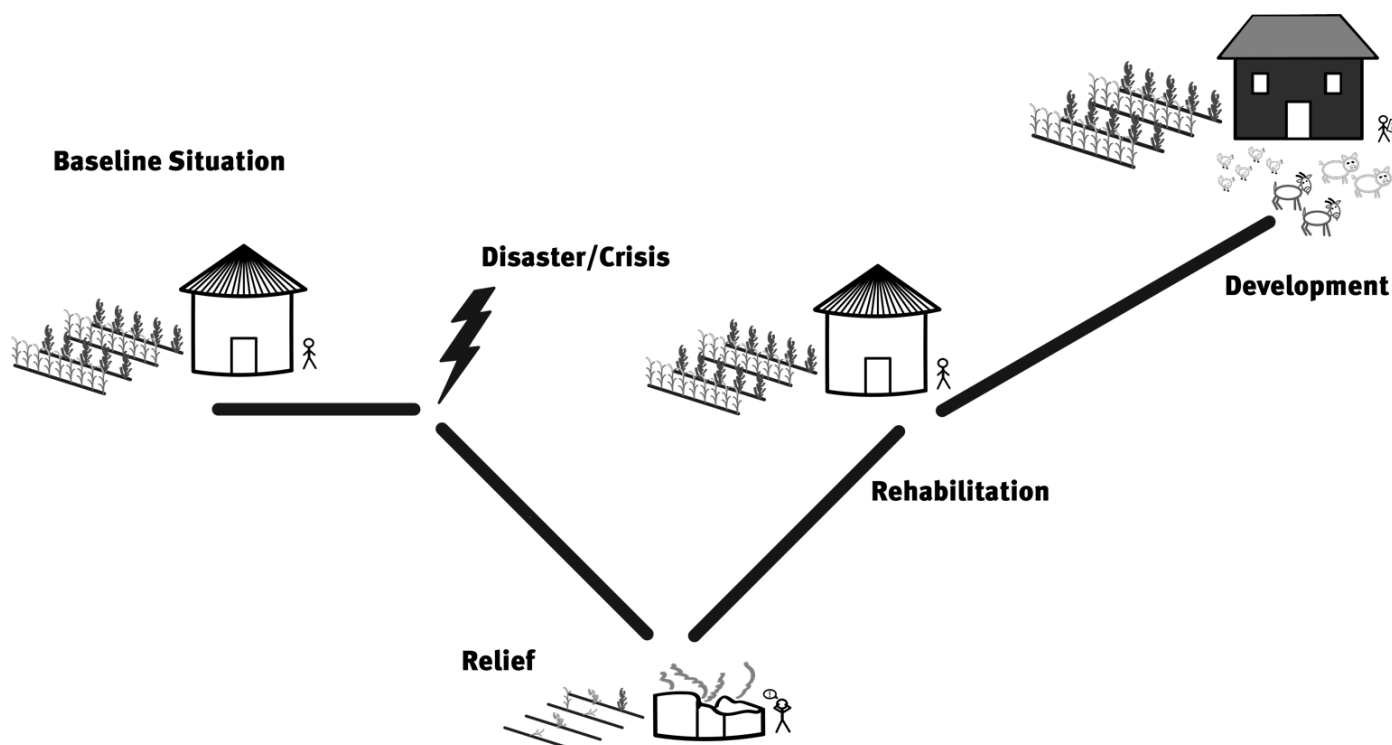 Baseline Situation
Disaster/Crisis
Relief
Rehabilitation
Development